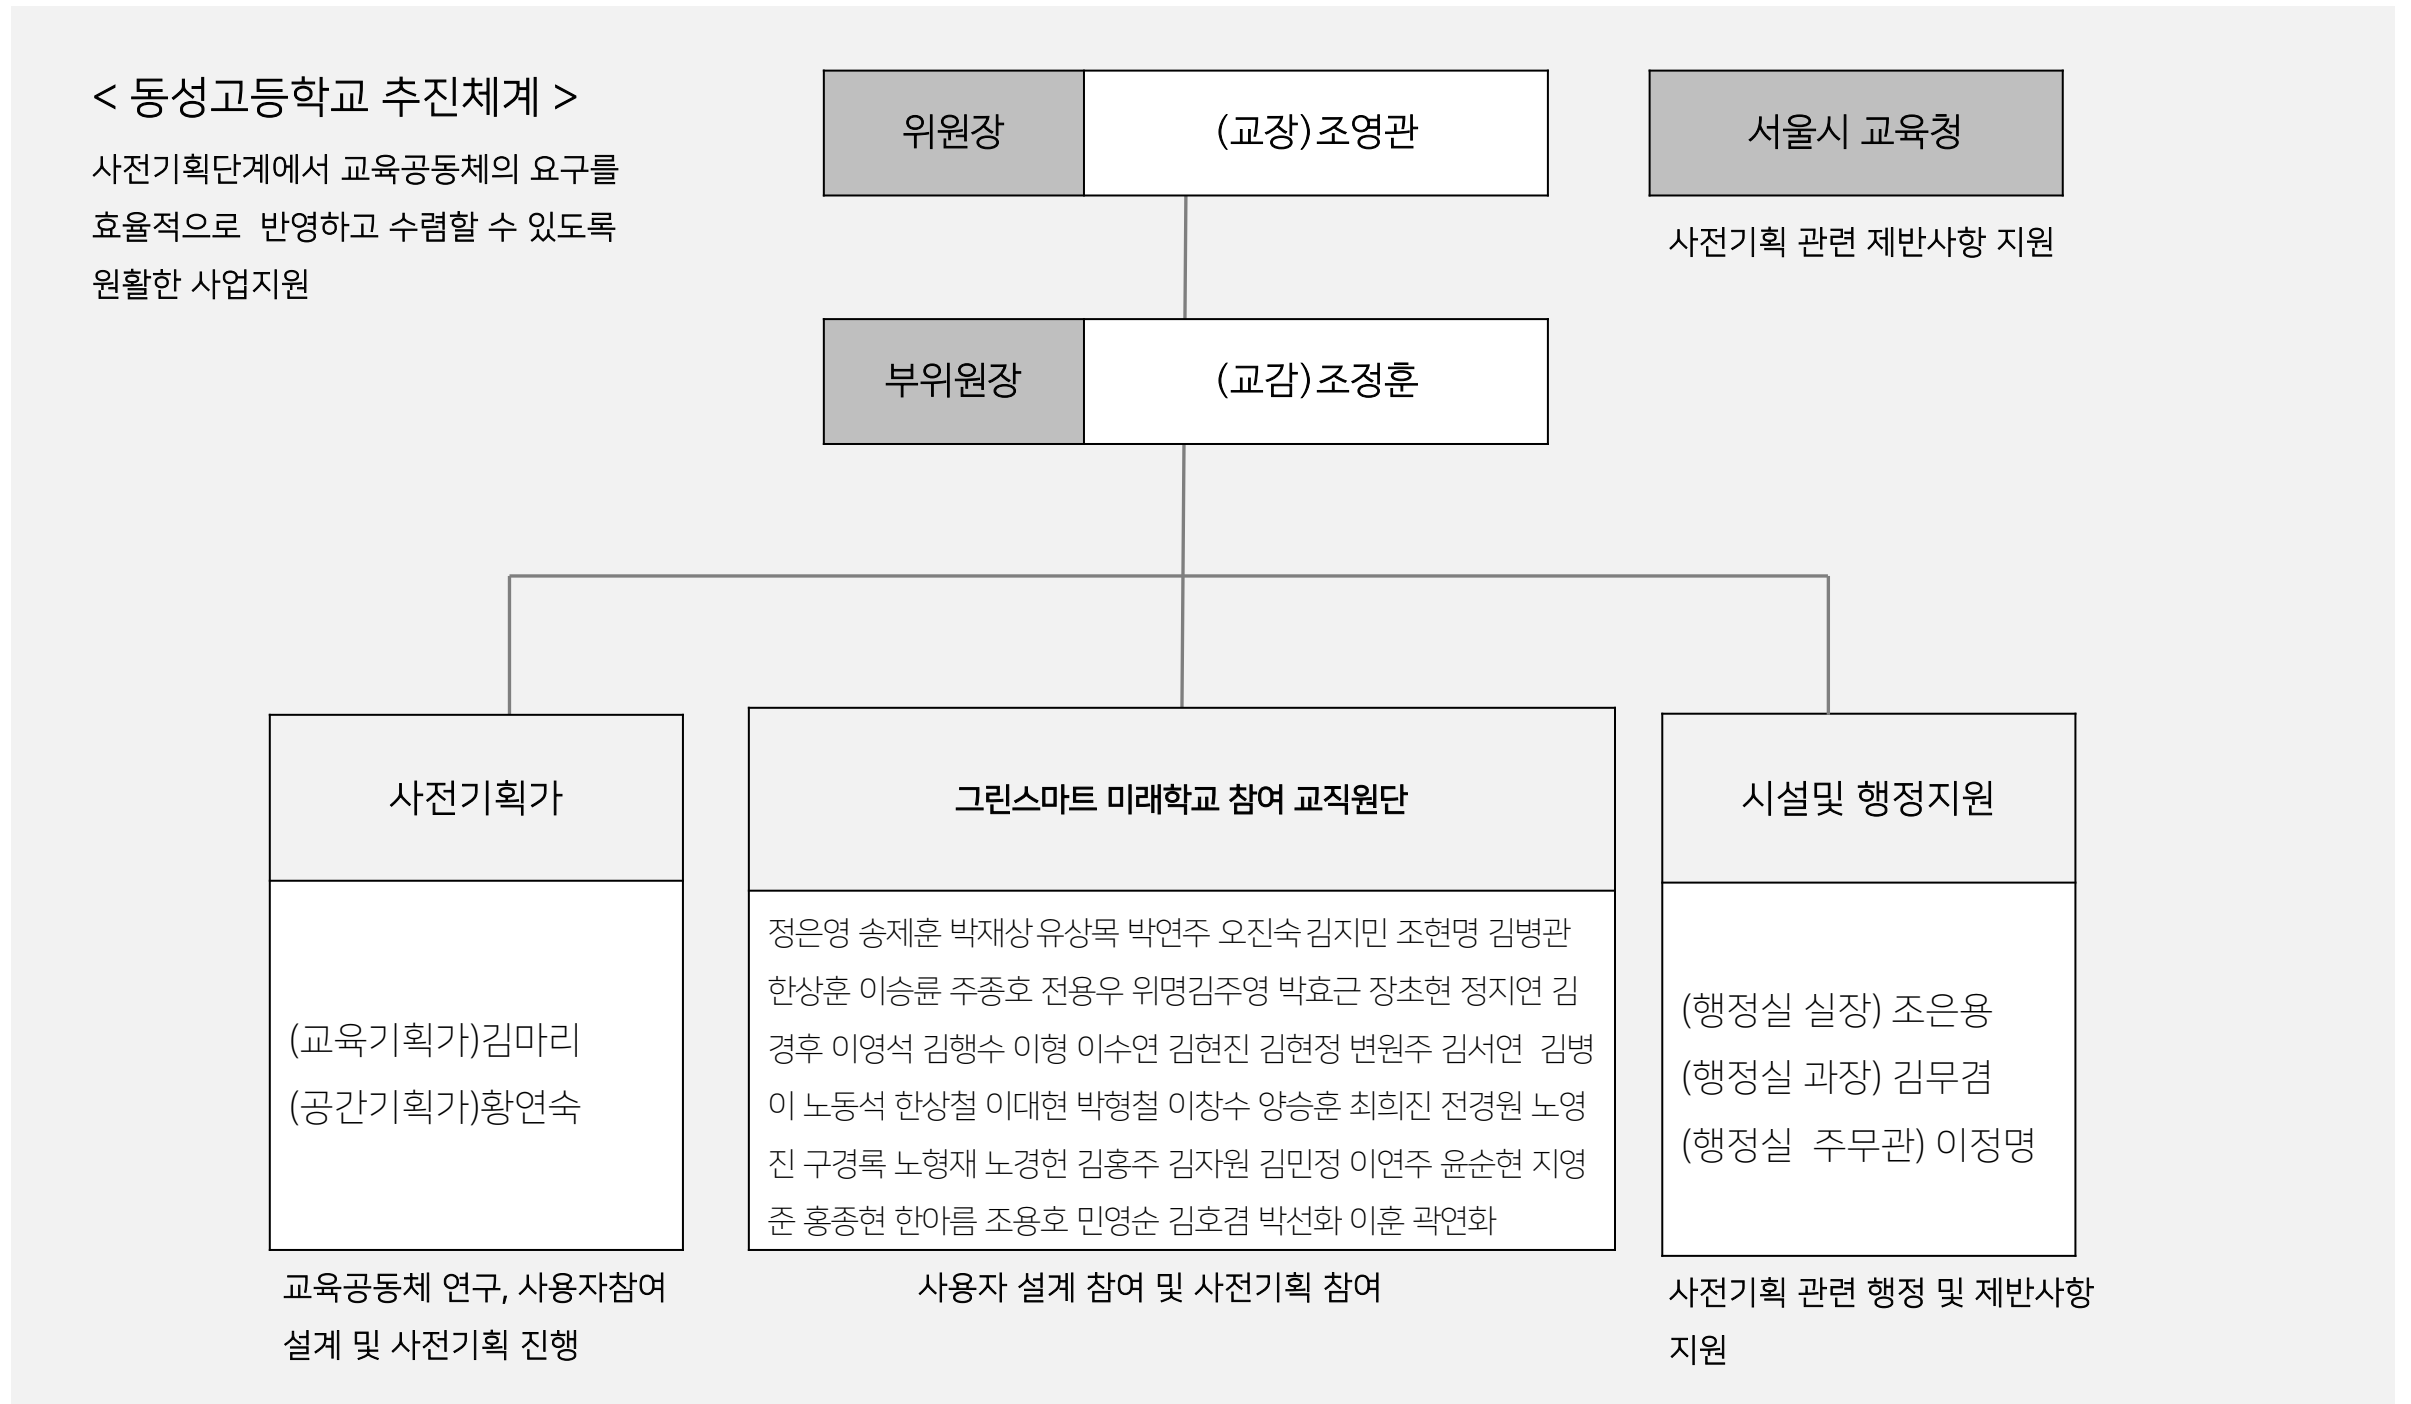 < 동성고등학교 추진체계 >
사전기획단계에서 교육공동체의 요구를
효율적으로 반영하고 수렴할 수 있도록
원활한 사업지원
위원장 (교장)조영관
서울시 교육청
사전기획 관련 제반사항 지원
부위원장 (교감)조정훈
사전기획가
(교육기획가)김마리
(공간기획가)황연숙
교육공동체 연구, 사용자참여
설계 및 사전기획 진행
그린스마트 미래학교 참여 교직원단
정은영 송제훈 박재상 유상목 박연주 오진숙 김지민 조현명 김병관
한상훈 이승륜 주종호 전용우 위명김주영 박효근 장초현 정지연 김
경후 이영석 김행수 이형 이수연 김현진 김현정 변원주 김서연 김병
이 노동석 한상철 이대현 박형철 이창수 양승훈 최희진 전경원 노영
진 구경록 노형재 노경헌 김홍주 김자원 김민정 이연주 윤순현 지영
준 홍종현 한아름 조용호 민영순 김호겸 박선화 이훈 곽연화
사용자 설계 참여 및 사전기획 참여
시설및 행정지원
(행정실 실장) 조은용
(행정실 과장) 김무겸
(행정실 주무관) 이정명
사전기획 관련 행정 및 제반사항
지원